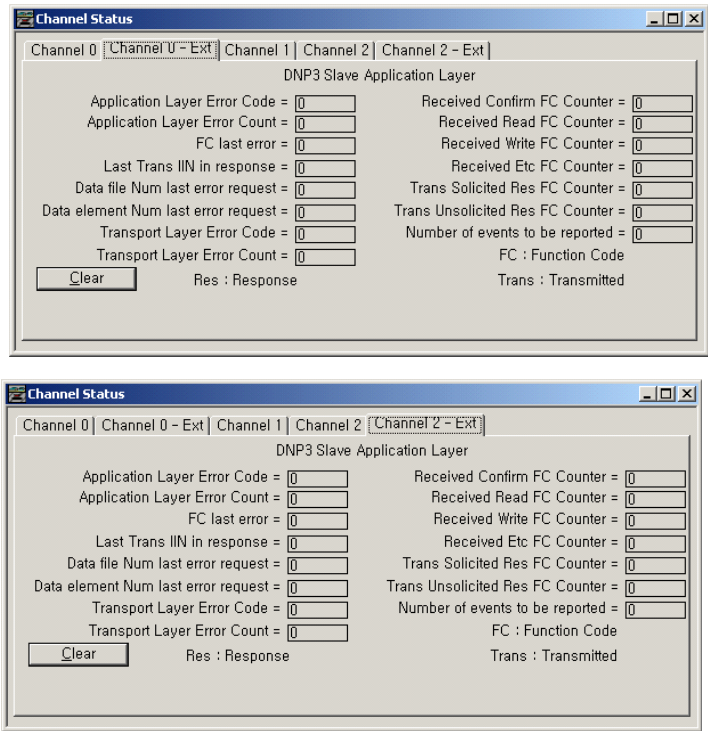 Channel Status
Channel 0 Channel 0 - Ext Channel 1 Channel 2 Channel 2 - Ext
DNP3 Slave Application Layer
Application Layer Error Code = 0 Received Confirm FC Counter = 0
Application Layer Error Count = 0 Received Read FC Counter = 0
FC last error = 0 Received Write FC Counter = 0
Last Trans IIN in response = 0 Received Etc FC Counter = 0
Data file Num last error request = 0 Trans Solicited Res FC Counter = 0
Data element Num last error request = 0 Trans Unsolicited Res FC Counter = 0
Transport Layer Error Code = 0 Number of events to be reported = 0
Transport Layer Error Count = 0 FC : Function Code
Clear Res : Response Trans : Transmitted
Channel Status
Channel 0 Channel 0 - Ext Channel 1 Channel 2 Channel 2 - Ext
DNP3 Slave Application Layer
Application Layer Error Code = 0 Received Confirm FC Counter = 0
Application Layer Error Count = 0 Received Read FC Counter = 0
FC last error = 0 Received Write FC Counter = 0
Last Trans IIN in response = 0 Received Etc FC Counter = 0
Data file Num last error request = 0 Trans Solicited Res FC Counter = 0
Data element Num last error request = 0 Trans Unsolicited Res FC Counter = 0
Transport Layer Error Code = 0 Number of events to be reported = 0
Transport Layer Error Count = 0 FC : Function Code
Clear Res : Response Trans : Transmitted